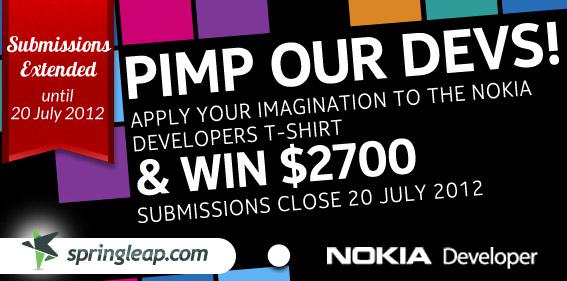 Submissions
Extended
until
20 July 2012
PIMP OUR DEVS!
APPLY YOUR IMAGINATION TO THE NOKIA
DEVELOPERS T-SHIRT
& WIN $2700
SUBMISSIONS CLOSE 20 JULY 2012
springleap.com
NOKIA Developer